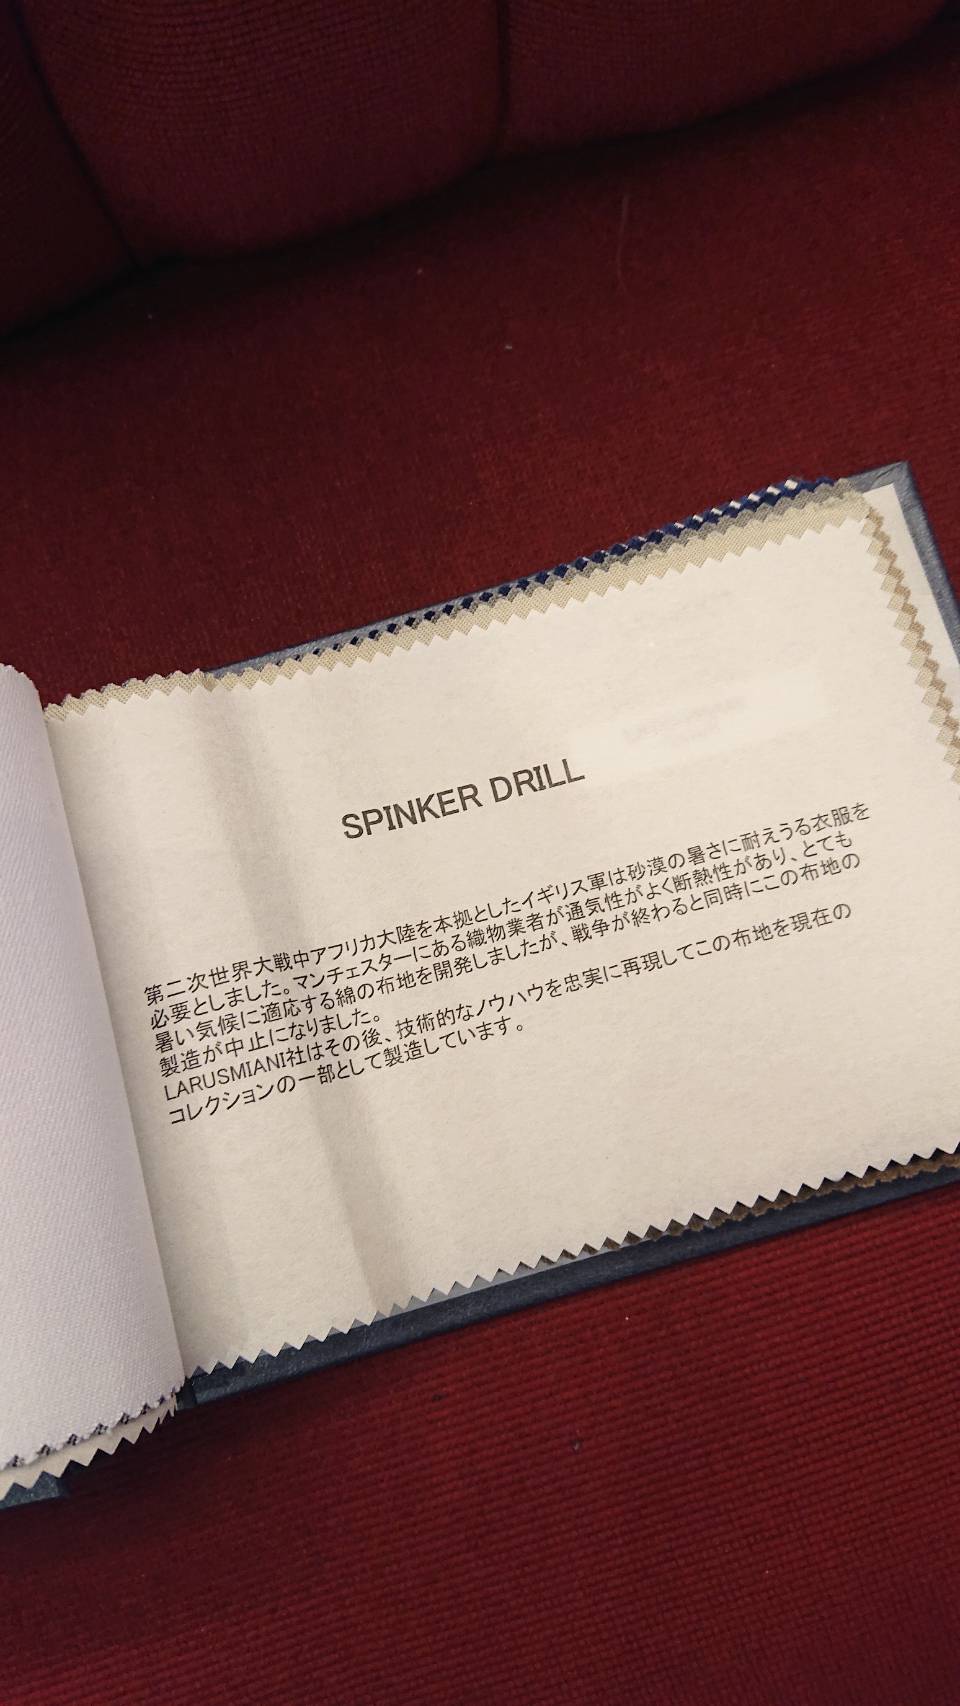 SPINKER DRILL
第二次世界大戦中アフリカ大陸を本拠としたイギリス軍は砂漠の暑さに耐えうる衣服を
必要としました。マンチェスターにある織物業者が通気性がよく断熱性があり、とても
暑い気候に適応する綿の布地を開発しましたが、戦争が終わると同時にこの布地の
製造が中止になりました。
LARUSMIANI社はその後、技術的なノウハウを忠実に再現してこの布地を現在の
コレクションの一部として製造しています。